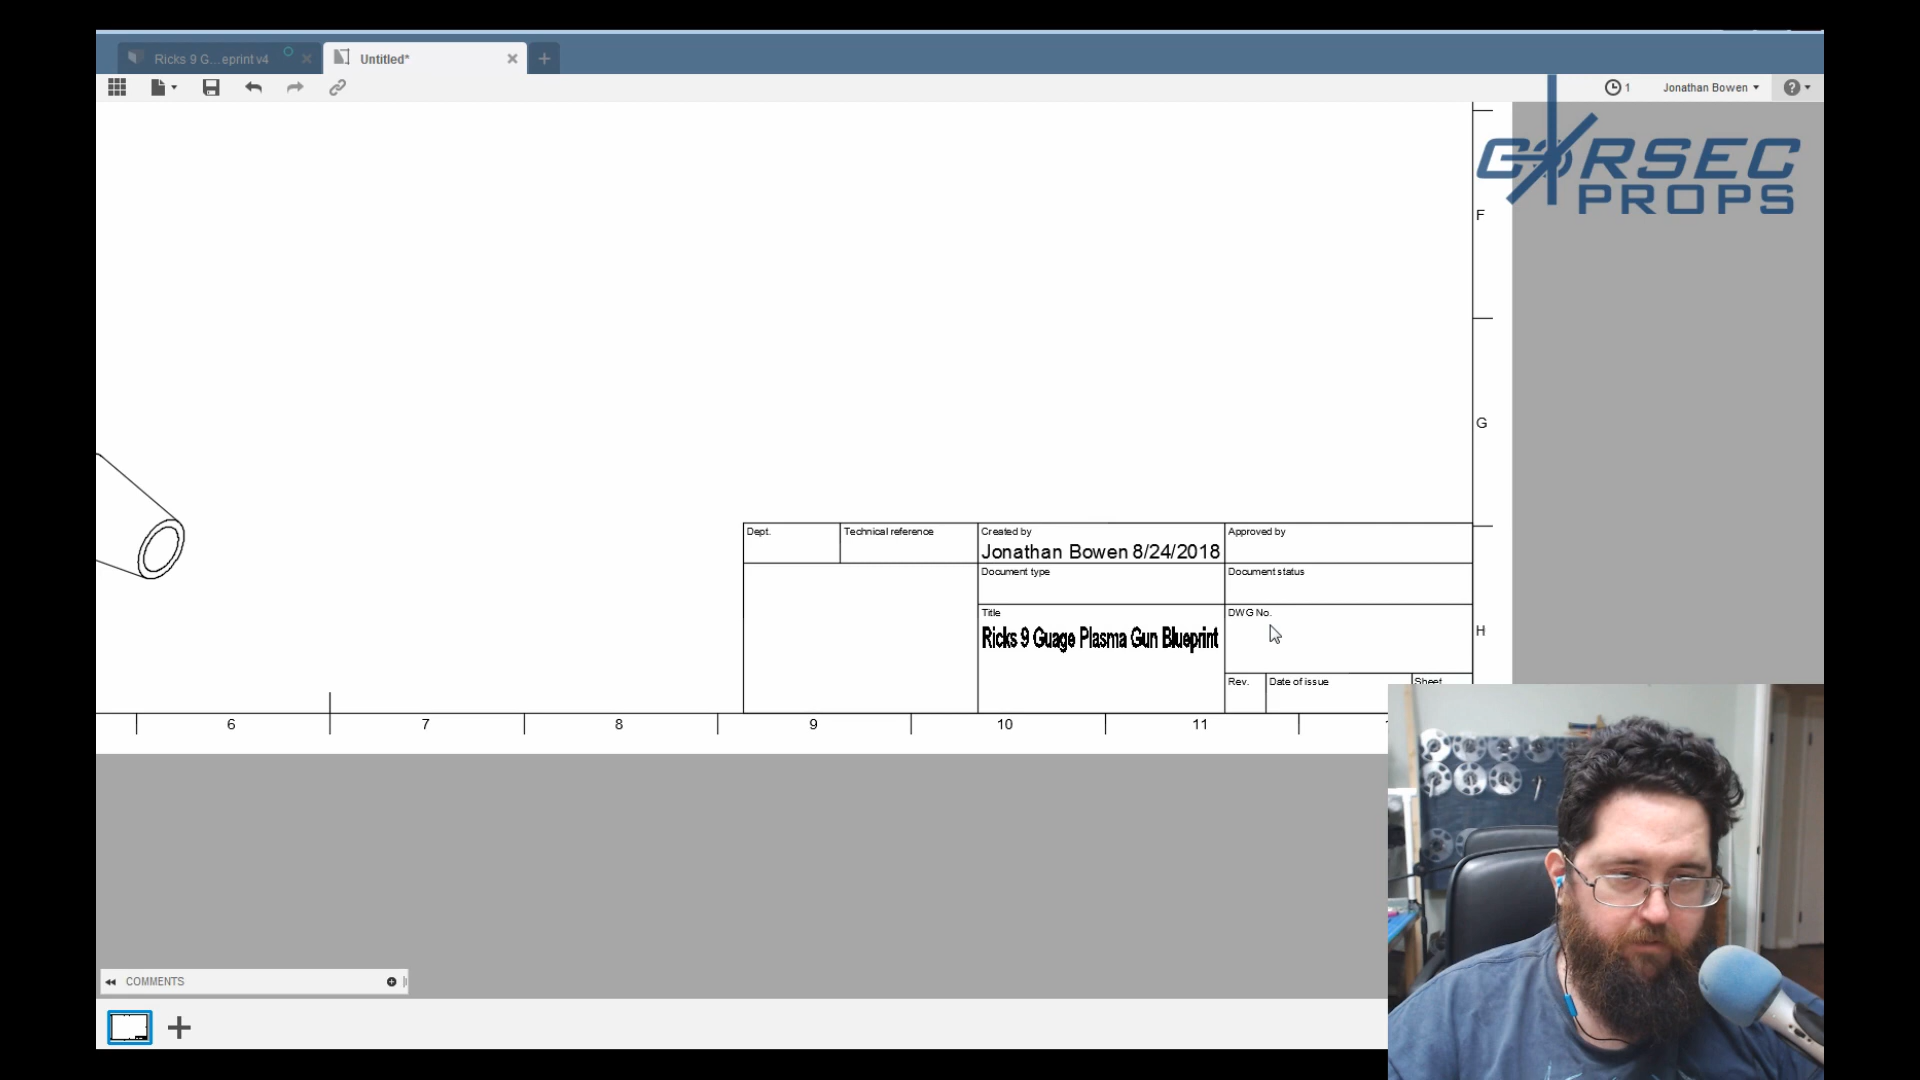 Ricks 9 G...eprint v4
Untitled*
1
Jonathan Bowen
?
CORSEC
PROPS
F
G
H
Dept.
Technical reference
Created by
Jonathan Bowen 8/24/2018
Approved by
Document type
Document status
Title
Ricks 9 Guage Plasma Gun Blueprint
DWG No.
Rev.
Date of issue
Sheet
6
7
8
9
10
11
COMMENTS